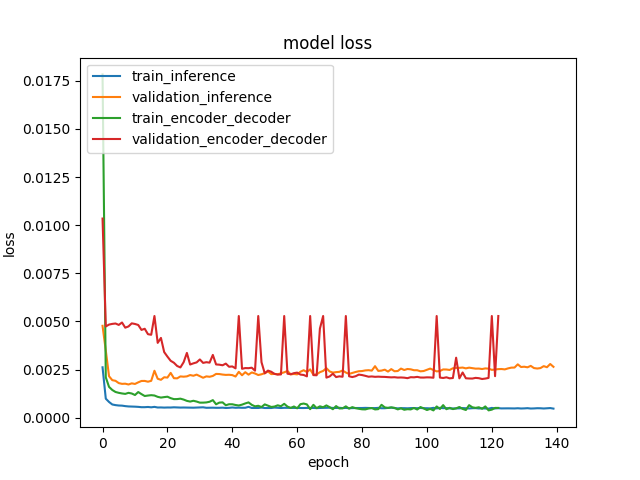 model loss
train_inference
validation_inference
train_encoder_decoder
validation_encoder_decoder
loss
0.0175
0.0150
0.0125
0.0100
0.0075
0.0050
0.0025
0.0000
0 20 40 60 80 100 120 140
epoch